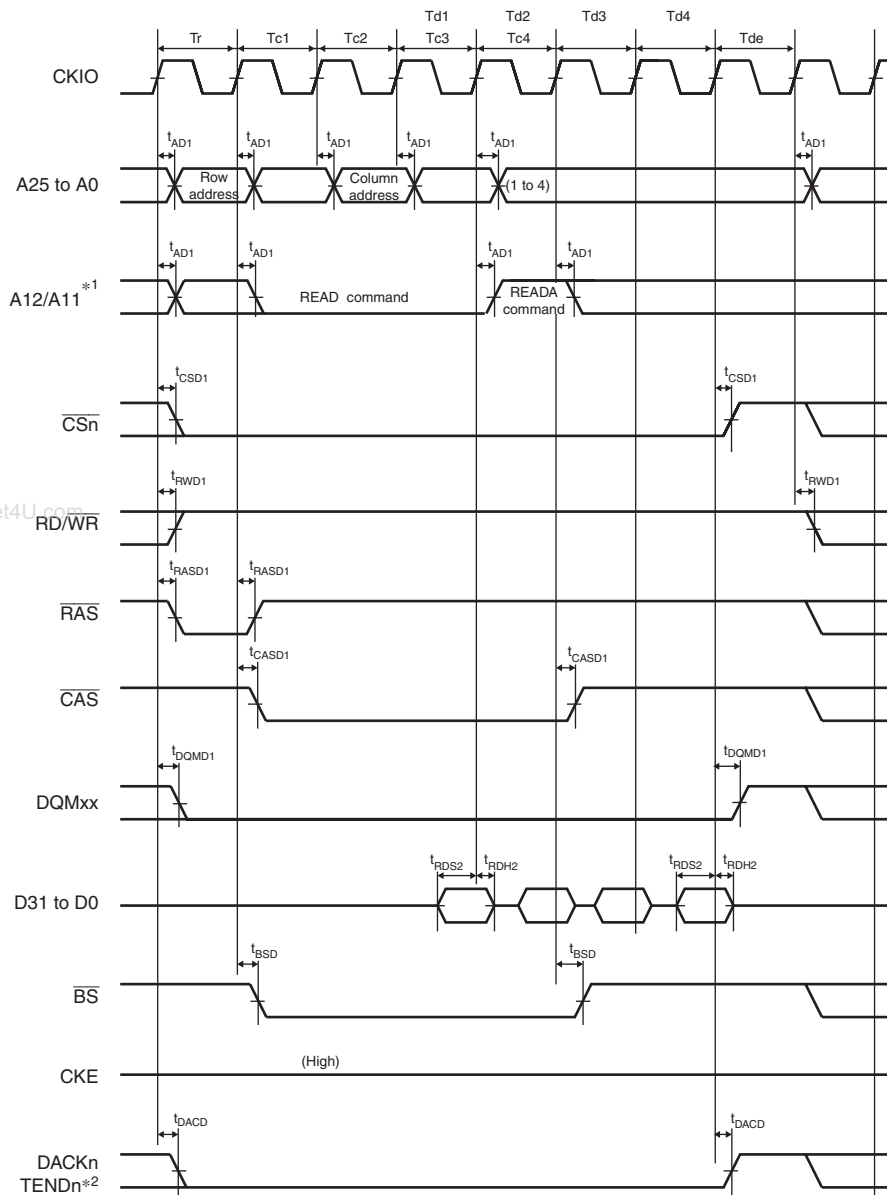 Td1 Td2 Td3 Td4
Tr Tc1 Tc2 Tc3 Tc4 Tde
CKIO
tAD1 tAD1 tAD1 tAD1 tAD1 tAD1
A25 to A0
Row address
Column address
(1 to 4)
tAD1 tAD1 tAD1 tAD1
A12/A11*1
READ command
READA command
tCSD1 tCSD1
CSn
tRWD1 tRWD1
et4U.com
RD/WR
tRASD1 tRASD1
RAS
tCASD1 tCASD1
CAS
tDQMD1 tDQMD1
DQMxx
tRDS2 tRDH2 tRDS2 tRDH2
D31 to D0
tBSD tBSD
BS
(High)
CKE
tDACD tDACD
DACKn
TENDn*2